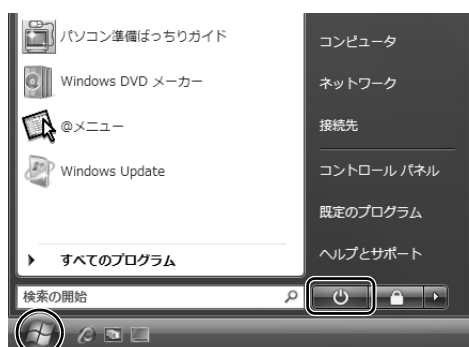 パソコン準備ばっちりガイド
Windows DVD メーカー
@メニュー
Windows Update
すべてのプログラム
検索の開始
コンピュータ
ネットワーク
接続先
コントロール パネル
既定のプログラム
ヘルプとサポート